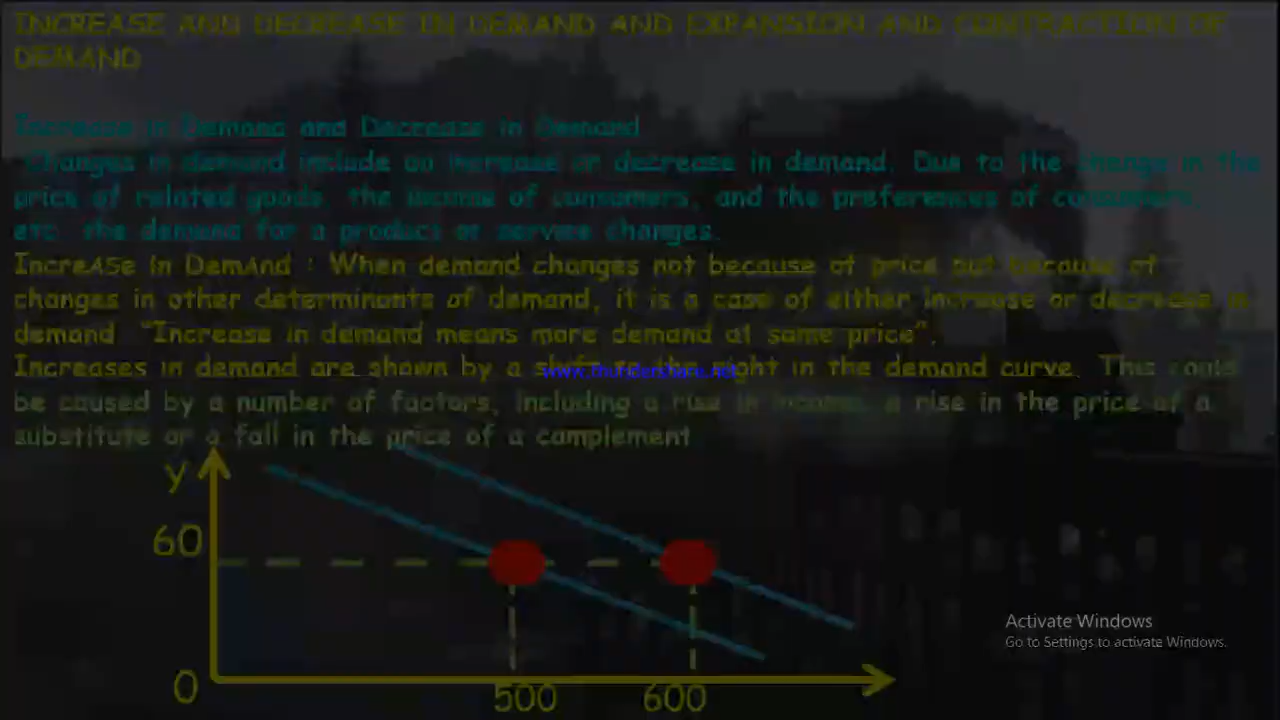 INCREASE AND DECREASE IN DEMAND AND EXPANSION AND CONTRACTION OF
DEMAND
Increase in Demand and Decrease in Demand
Changes in demand include an increase or decrease in demand. Due to the change in the
price of related goods, the income of consumers, and the preferences of consumers,
etc. the demand for a product or service changes.
IncreASe In DemAnd : When demand changes not because of price but because of
changes in other determinants of demand, it is a case of either increase or decrease in
demand "Increase in demand means more demand at same price".
Increases in demand are shown by a shift to the right in the demand curve. This could
www.thundershare.net
be caused by a number of factors, including a rise in income, a rise in the price of a
substitute or a fall in the price of a complement
y
60
0
500
600
Activate Windows
Go to Settings to activate Windows.